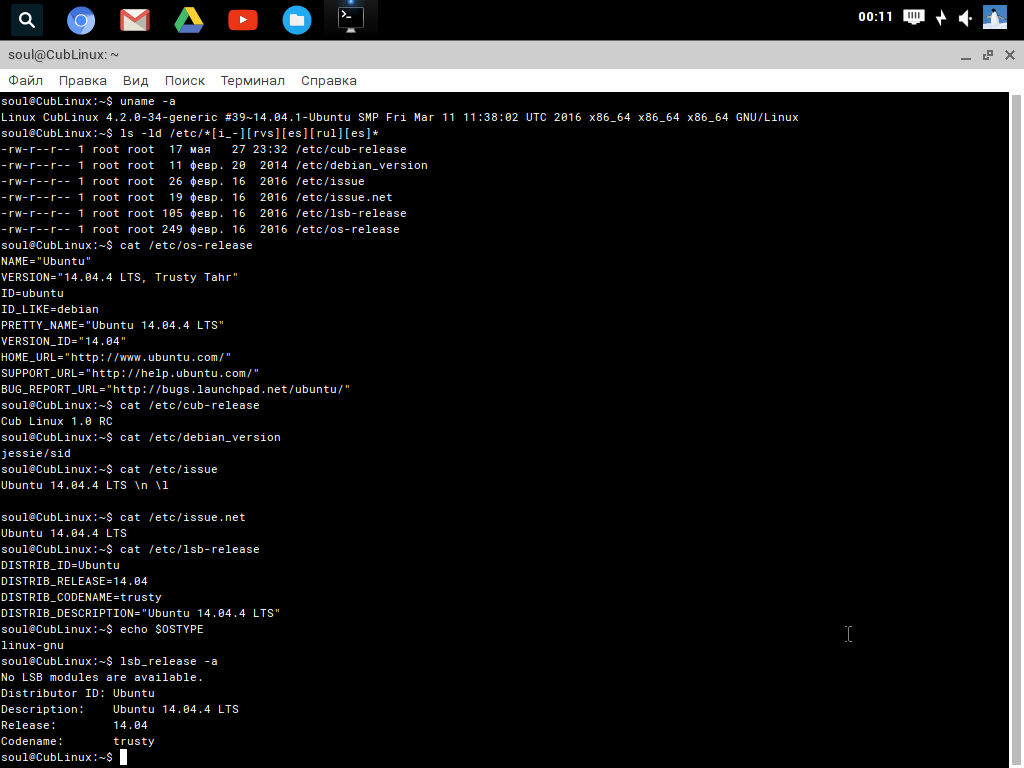 00:11
soul@CubLinux: ~
Файл Правка Вид Поиск Терминал Справка
soul@CubLinux:~$ uname -a
Linux CubLinux 4.2.0-34-generic #39~14.04.1-Ubuntu SMP Fri Mar 11 11:38:02 UTC 2016 x86_64 x86_64 x86_64 GNU/Linux
soul@CubLinux:~$ ls -ld /etc/*[i_-][rvs][es][rul][es]*
-rw-r--r-- 1 root root  17 мая   27 23:32 /etc/cub-release
-rw-r--r-- 1 root root  11 февр. 20  2014 /etc/debian_version
-rw-r--r-- 1 root root  26 февр. 16  2016 /etc/issue
-rw-r--r-- 1 root root  19 февр. 16  2016 /etc/issue.net
-rw-r--r-- 1 root root 105 февр. 16  2016 /etc/lsb-release
-rw-r--r-- 1 root root 249 февр. 16  2016 /etc/os-release
soul@CubLinux:~$ cat /etc/os-release
NAME="Ubuntu"
VERSION="14.04.4 LTS, Trusty Tahr"
ID=ubuntu
ID_LIKE=debian
PRETTY_NAME="Ubuntu 14.04.4 LTS"
VERSION_ID="14.04"
HOME_URL="http://www.ubuntu.com/"
SUPPORT_URL="http://help.ubuntu.com/"
BUG_REPORT_URL="http://bugs.launchpad.net/ubuntu/"
soul@CubLinux:~$ cat /etc/cub-release
Cub Linux 1.0 RC
soul@CubLinux:~$ cat /etc/debian_version
jessie/sid
soul@CubLinux:~$ cat /etc/issue
Ubuntu 14.04.4 LTS \n \l
soul@CubLinux:~$ cat /etc/issue.net
Ubuntu 14.04.4 LTS
soul@CubLinux:~$ cat /etc/lsb-release
DISTRIB_ID=Ubuntu
DISTRIB_RELEASE=14.04
DISTRIB_CODENAME=trusty
DISTRIB_DESCRIPTION="Ubuntu 14.04.4 LTS"
soul@CubLinux:~$ echo $OSTYPE
linux-gnu
soul@CubLinux:~$ lsb_release -a
No LSB modules are available.
Distributor ID: Ubuntu
Description:    Ubuntu 14.04.4 LTS
Release:        14.04
Codename:       trusty
soul@CubLinux:~$